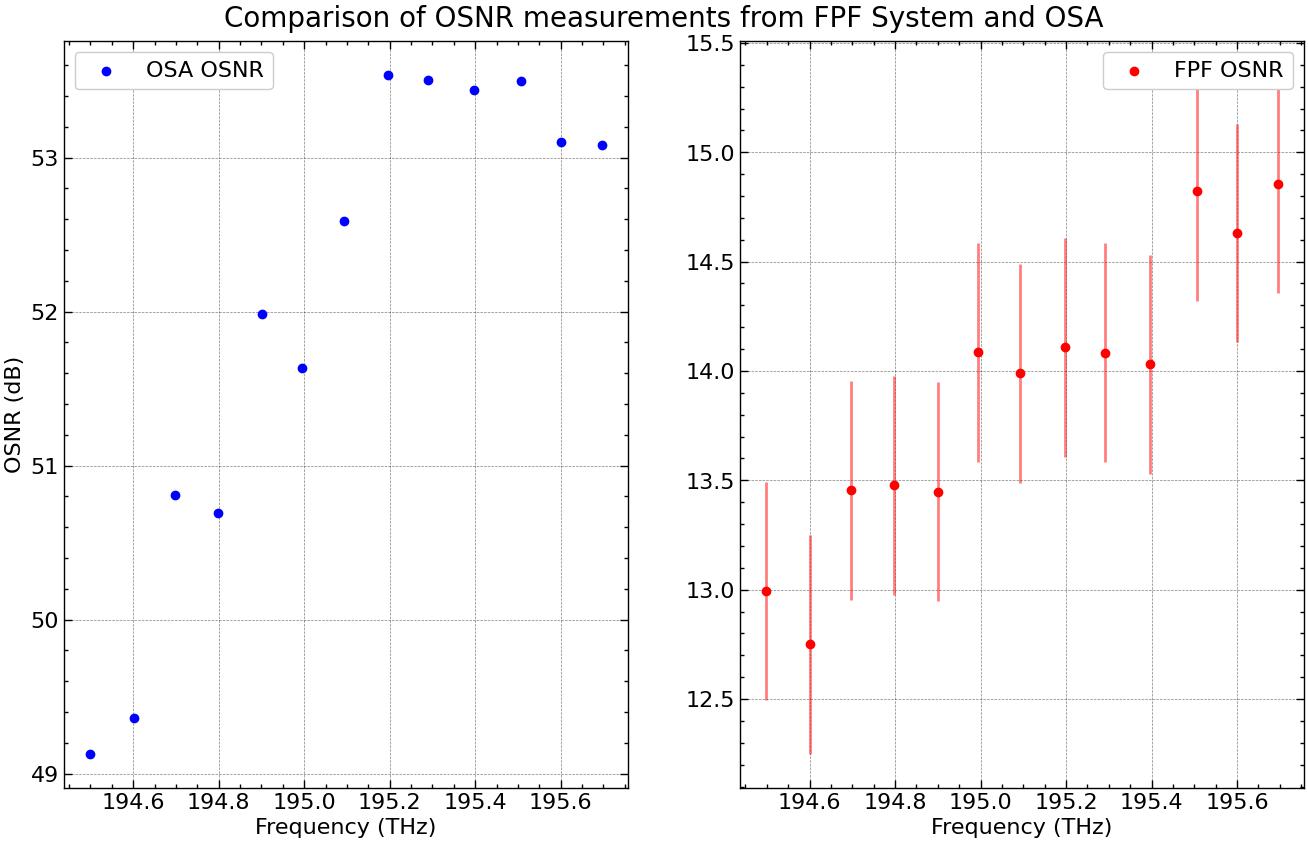 Comparison of OSNR measurements from FPF System and OSA
OSA OSNR
53
52
51
50
49
OSNR (dB)
194.6 194.8 195.0 195.2 195.4 195.6
Frequency (THz)
FPF OSNR
15.5
15.0
14.5
14.0
13.5
13.0
12.5
194.6 194.8 195.0 195.2 195.4 195.6
Frequency (THz)